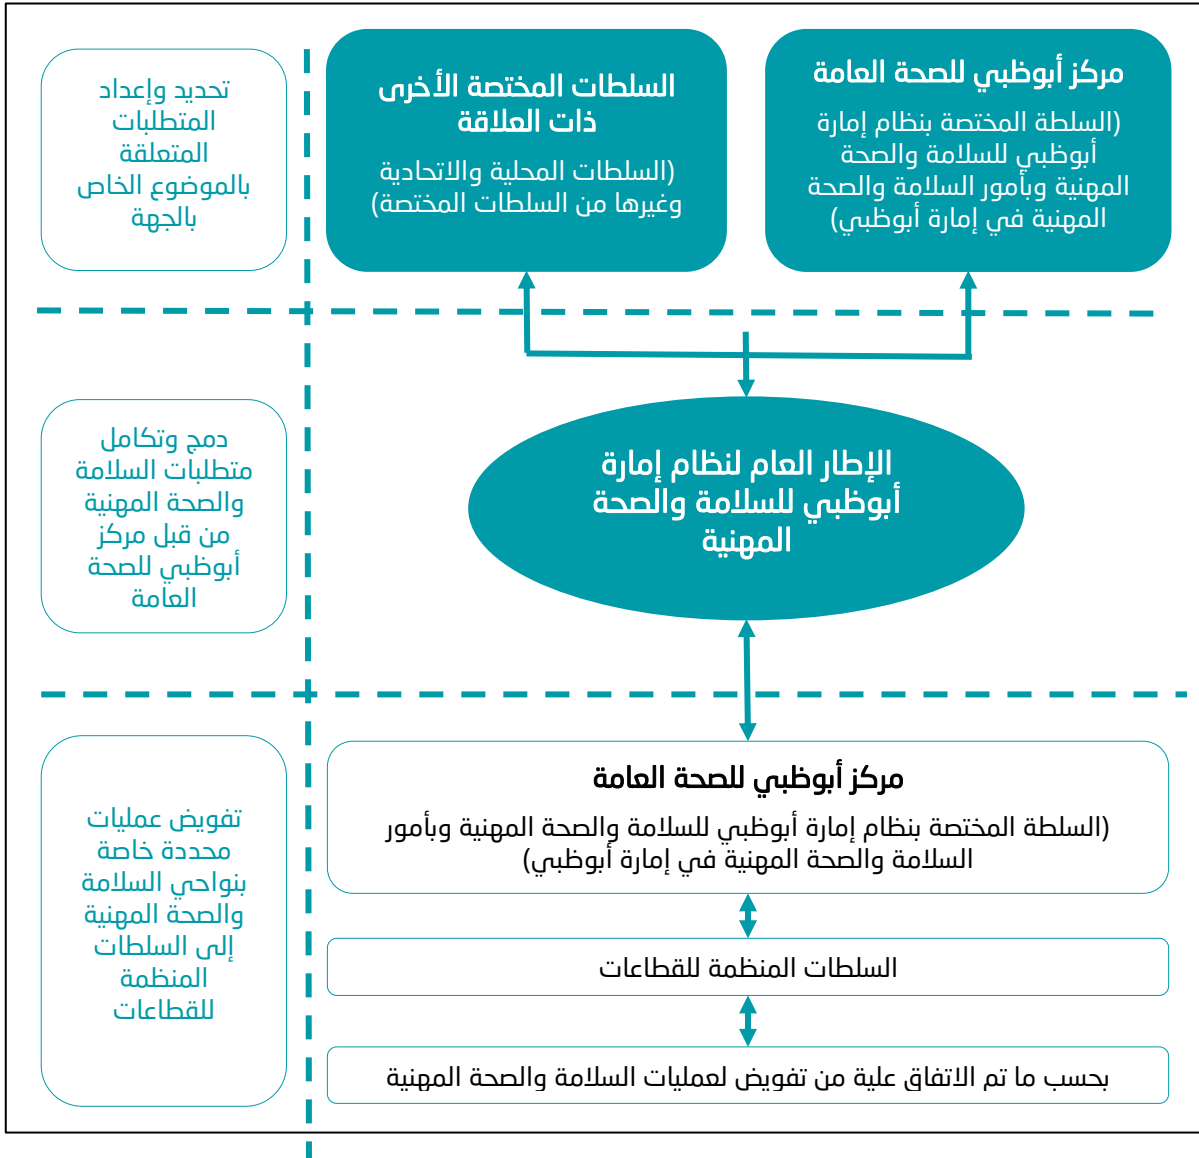 مركز أبوظبي للصحة العامة
(السلطة المختصة بنظام إمارة
أبوظبي للسلامة والصحة
المهنية وبأمور السلامة والصحة
المهنية في إمارة أبوظبي)
السلطات المختصة الأخرى
ذات العلاقة
(السلطات المحلية والاتحادية
وغيرها من السلطات المختصة)
تحديد وإعداد
المتطلبات
المتعلقة
بالموضوع الخاص
بالجهة
الإطار العام لنظام إمارة
أبوظبي للسلامة والصحة
المهنية
دمج وتكامل
متطلبات السلامة
والصحة المهنية
من قبل مركز
أبوظبي للصحة
العامة
مركز أبوظبي للصحة العامة
(السلطة المختصة بنظام إمارة أبوظبي للسلامة والصحة المهنية وبأمور
السلامة والصحة المهنية في إمارة أبوظبي)
السلطات المنظمة للقطاعات
بحسب ما تم الاتفاق علية من تفويض لعمليات السلامة والصحة المهنية
تفويض عمليات
محددة خاصة
بنواحي السلامة
والصحة المهنية
إلى السلطات
المنظمة
للقطاعات